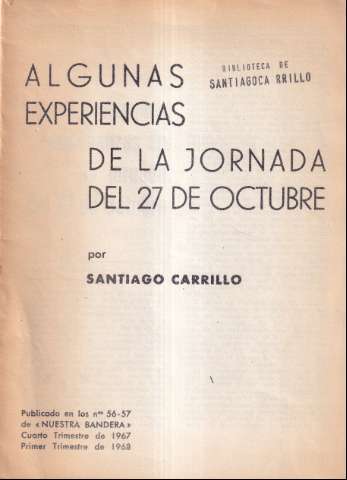 ALGUNAS
EXPERIENCIAS
BIBLIOTECA DE
SANTIAGOCA RRILLO
DE LA JORNADA
DEL 27 DE OCTUBRE
por
SANTIAGO CARRILLO
Publicado en los nos 56-57
de «NUESTRA BANDERA»
Cuarto Trimestre de 1967
Primer Trimestre de 1968